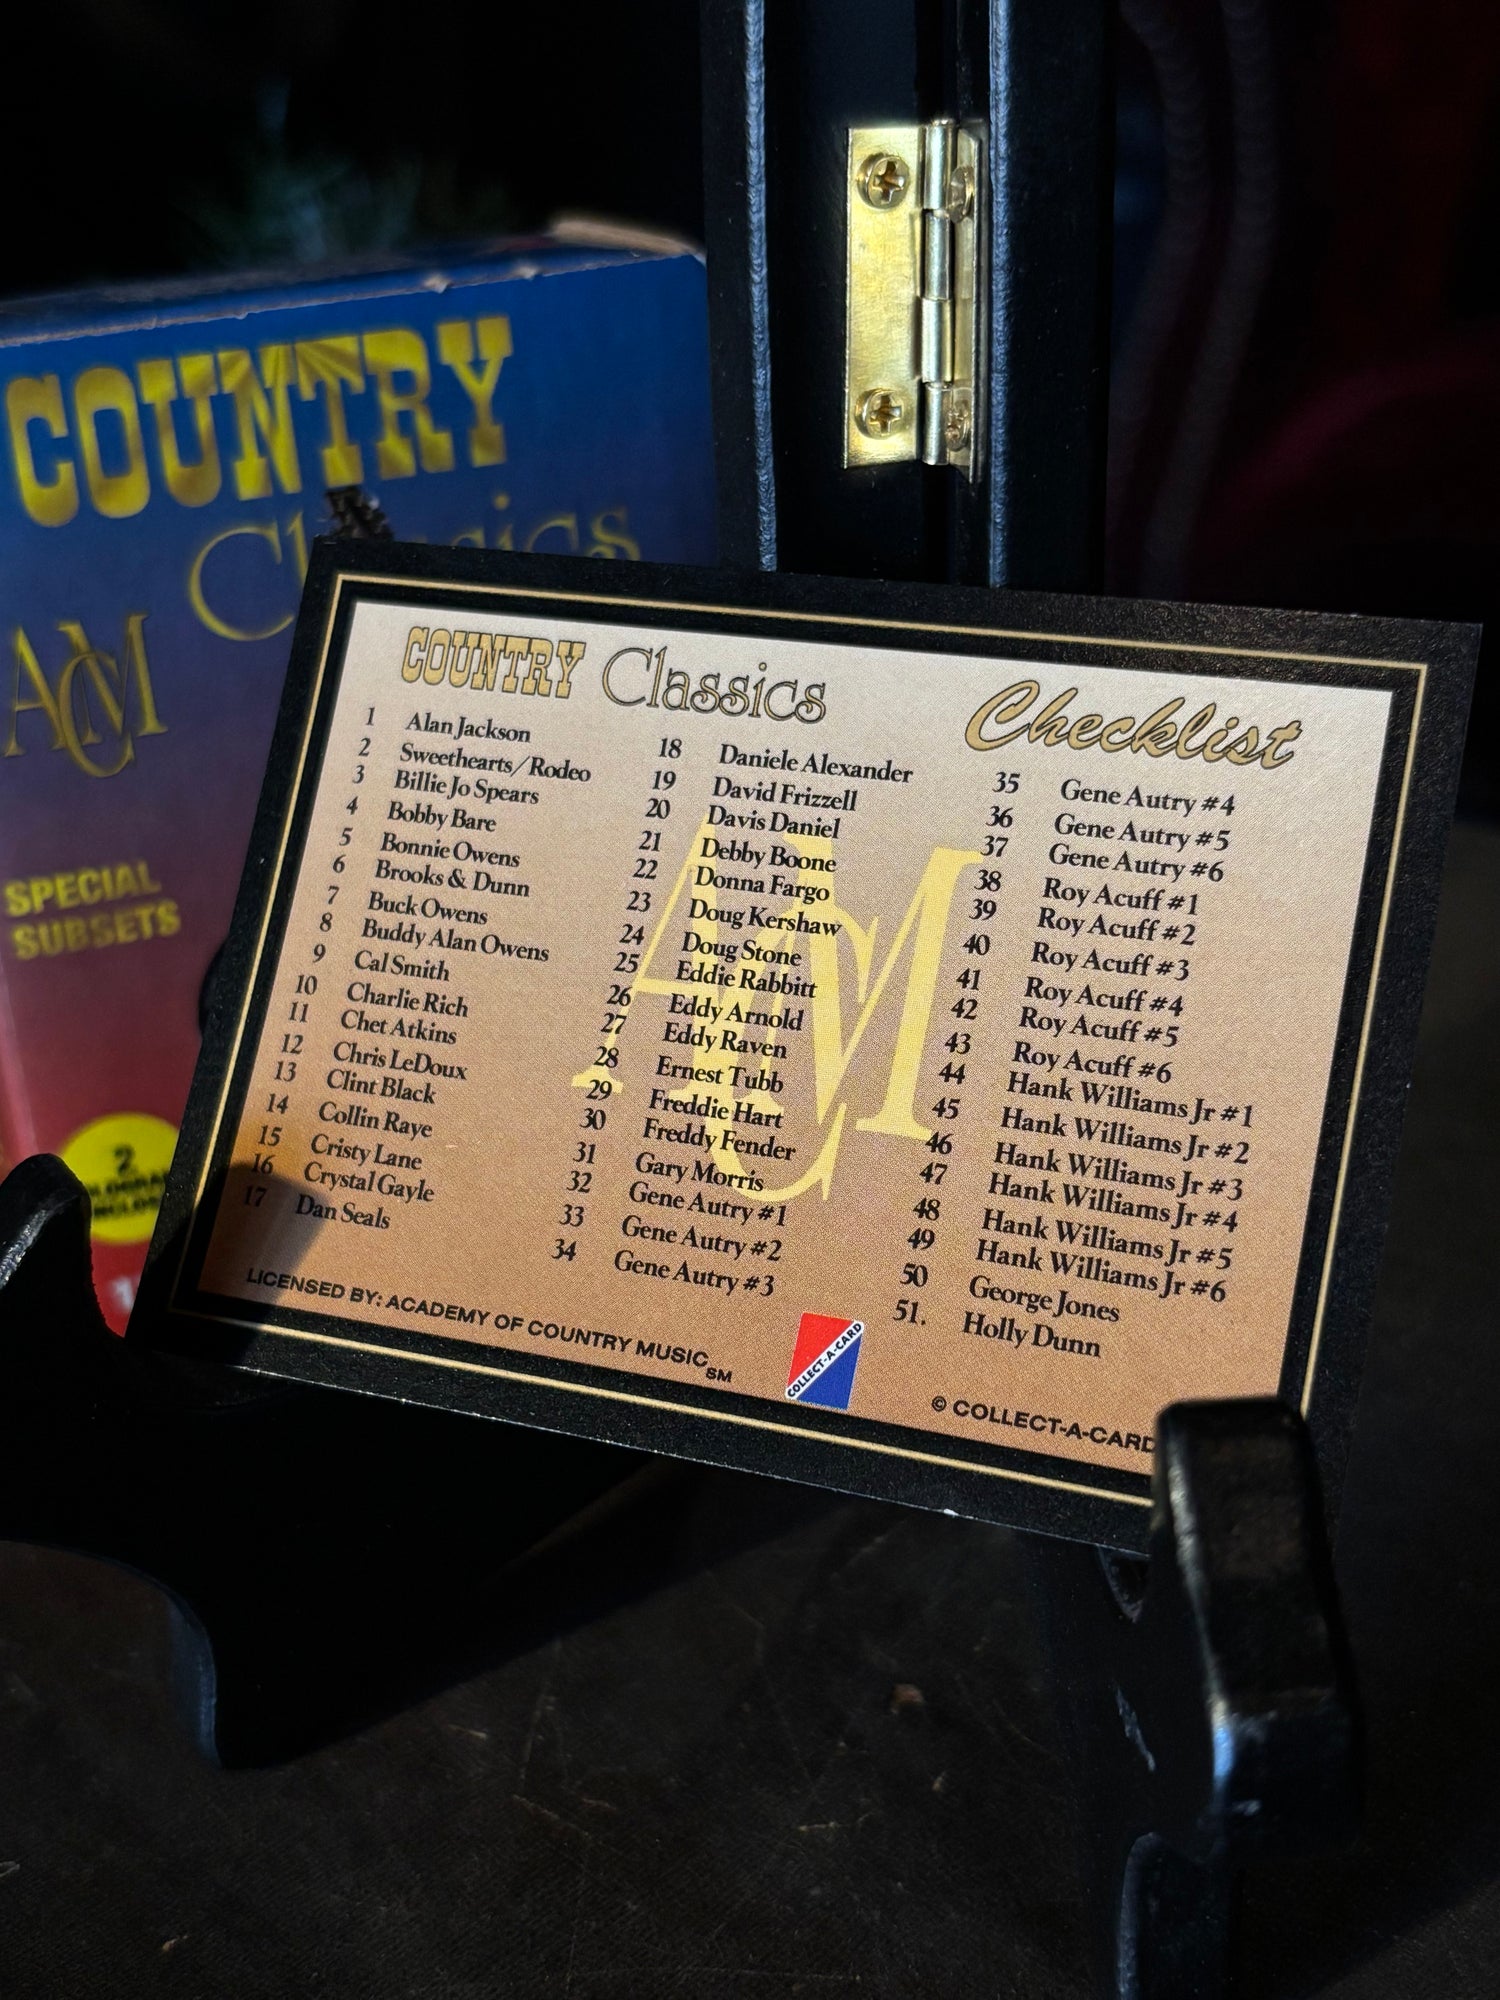 COUNTRY
Classics
ACM
SPECIAL
SUBSETS
2
COUNTRY Classics Checklist
1 Alan Jackson
2 Sweethearts/Rodeo
3 Billie Jo Spears
4 Bobby Bare
5 Bonnie Owens
6 Brooks & Dunn
7 Buck Owens
8 Buddy Alan Owens
9 Cal Smith
10 Charlie Rich
11 Chet Atkins
12 Chris LeDoux
13 Clint Black
14 Collin Raye
15 Cristy Lane
16 Crystal Gayle
17 Dan Seals
18 Daniele Alexander
19 David Frizzell
20 Davis Daniel
21 Debby Boone
22 Donna Fargo
23 Doug Kershaw
24 Doug Stone
25 Eddie Rabbitt
26 Eddy Arnold
27 Eddy Raven
28 Ernest Tubb
29 Freddie Hart
30 Freddy Fender
31 Gary Morris
32 Gene Autry #1
33 Gene Autry #2
34 Gene Autry #3
35 Gene Autry #4
36 Gene Autry #5
37 Gene Autry #6
38 Roy Acuff #1
39 Roy Acuff #2
40 Roy Acuff #3
41 Roy Acuff #4
42 Roy Acuff #5
43 Roy Acuff #6
44 Hank Williams Jr #1
45 Hank Williams Jr #2
46 Hank Williams Jr #3
47 Hank Williams Jr #4
48 Hank Williams Jr #5
49 Hank Williams Jr #6
50 George Jones
51. Holly Dunn
ACM
LICENSED BY: ACADEMY OF COUNTRY MUSIC SM
COLLECT-A-CARD
© COLLECT-A-CARD